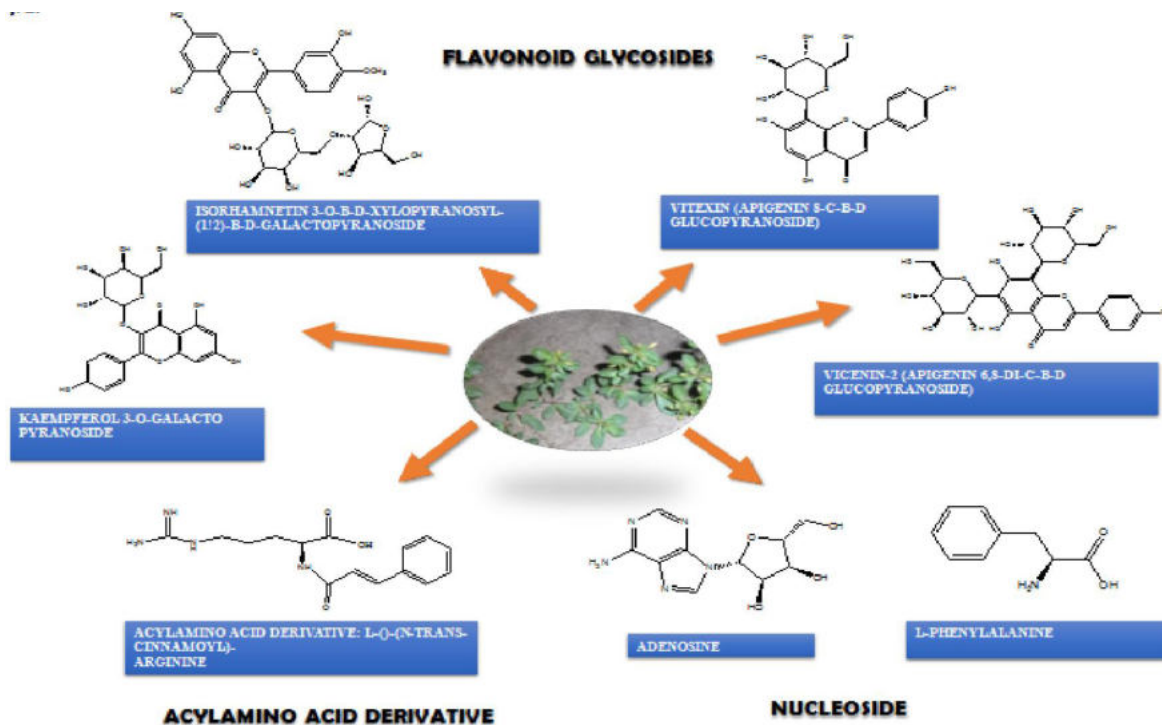 FLAVONOID GLYCOSIDES
ISORHAMNETIN 3-O-B-D-XYLOPYRANOSYL-
(1!2)-B-D-GALACTOPYRANOSIDE
VITEXIN (APIGENIN 8-C-B-D
GLUCOPYRANOSIDE)
KAEMPFEROL 3-O-GALACTO
PYRANOSIDE
VICENIN-2 (APIGENIN 6,8-DI-C-B-D
GLUCOPYRANOSIDE)
ACYLAMINO ACID DERIVATIVE: L-()-(N-TRANS-
CINNAMOYL)-
ARGININE
ADENOSINE
L-PHENYLALANINE
ACYLAMINO ACID DERIVATIVE
NUCLEOSIDE